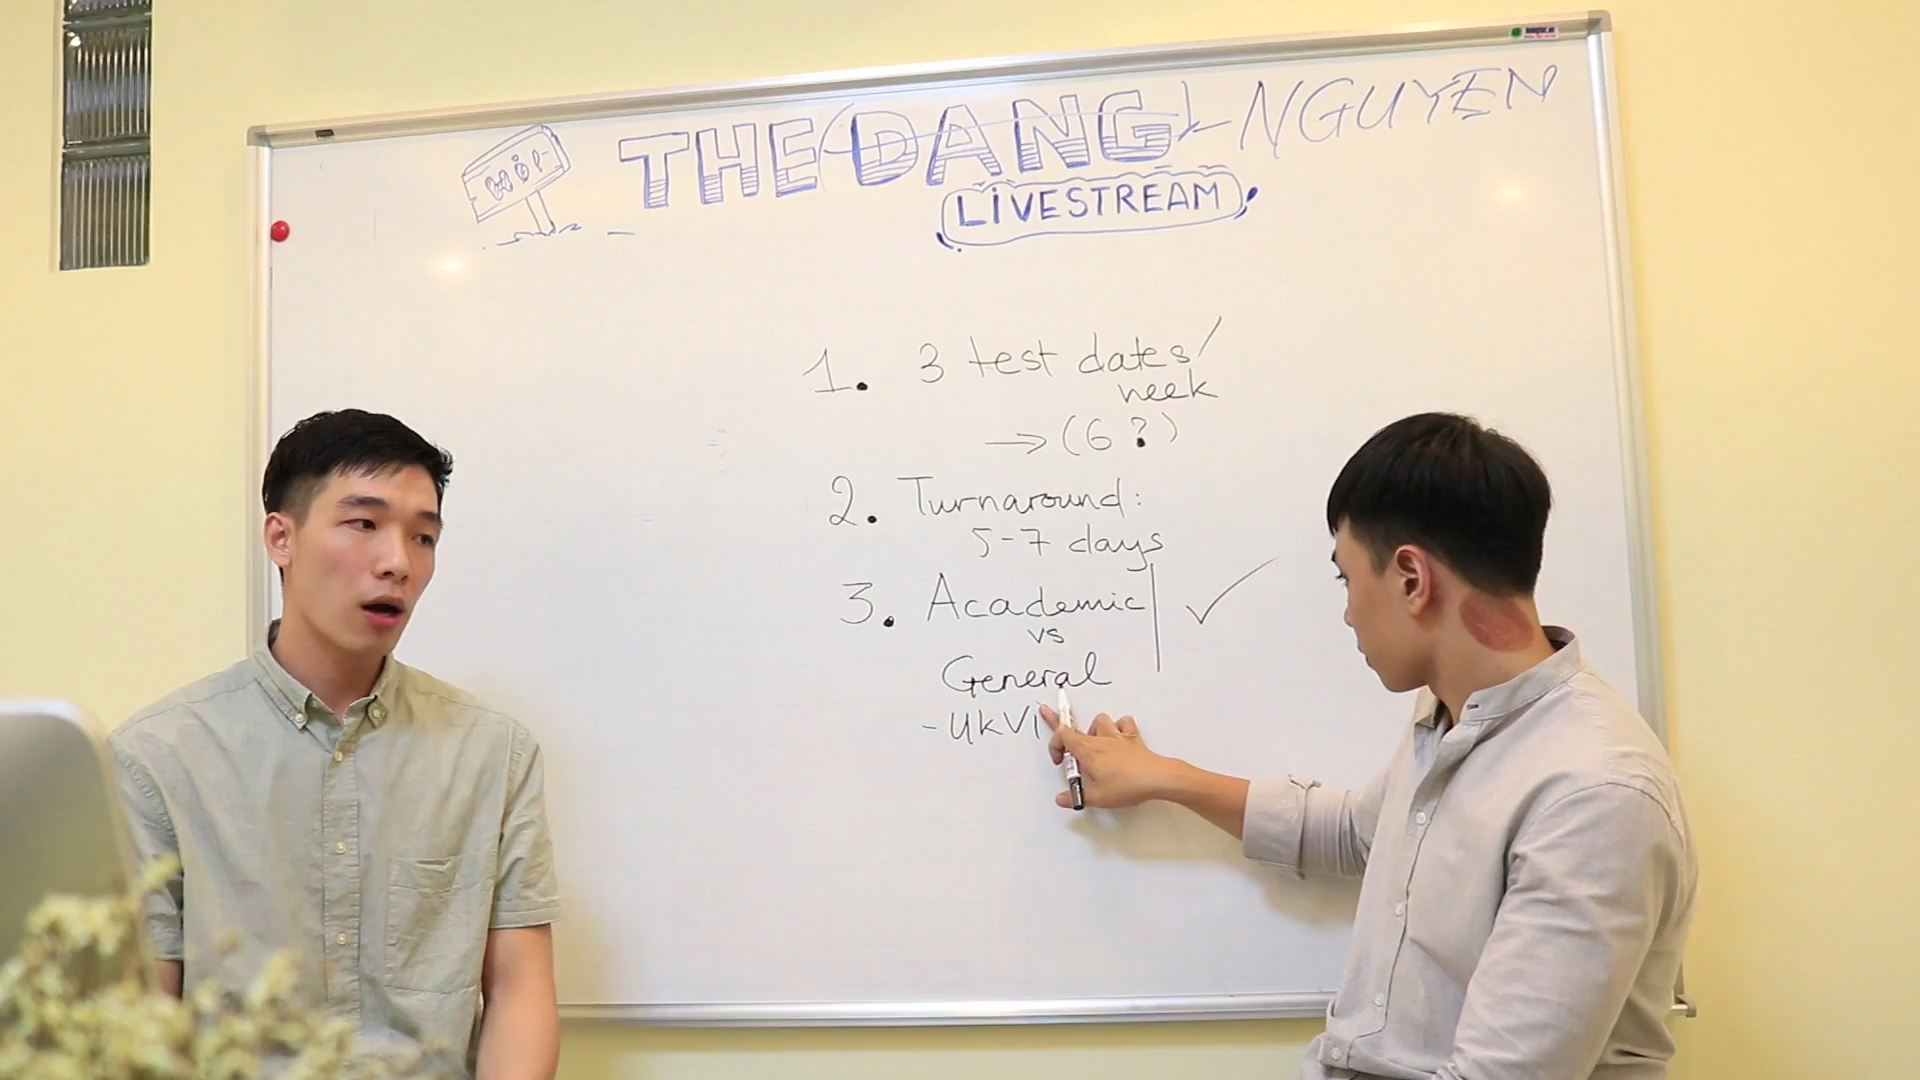 HỎI
THE DANG - NGUYEN
LIVESTREAM
1. 3 test dates/
week
→ (6 ?)
2. Turnaround:
5-7 days
3. Academic ✓
vs
General
- UKVI